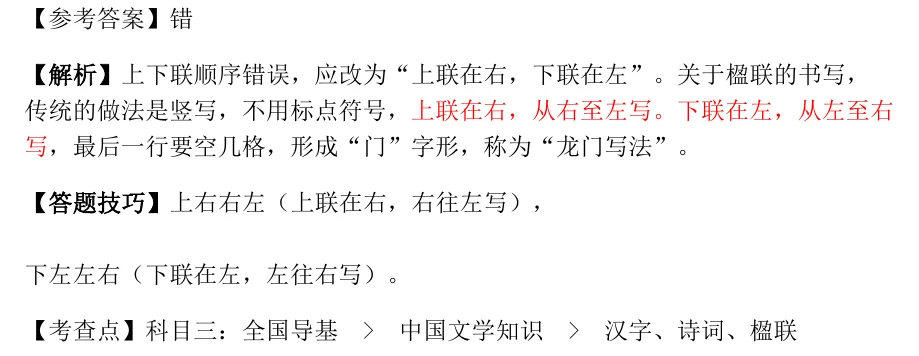 【参考答案】错
【解析】上下联顺序错误，应改为“上联在右，下联在左”。关于楹联的书写，
传统的做法是竖写，不用标点符号，上联在右，从右至左写。下联在左，从左至右
写，最后一行要空几格，形成“门”字形，称为“龙门写法”。
【答题技巧】上右右左（上联在右，右往左写），
下左左右（下联在左，左往右写）。
【考查点】科目三：全国导基 > 中国文学知识 > 汉字、诗词、楹联